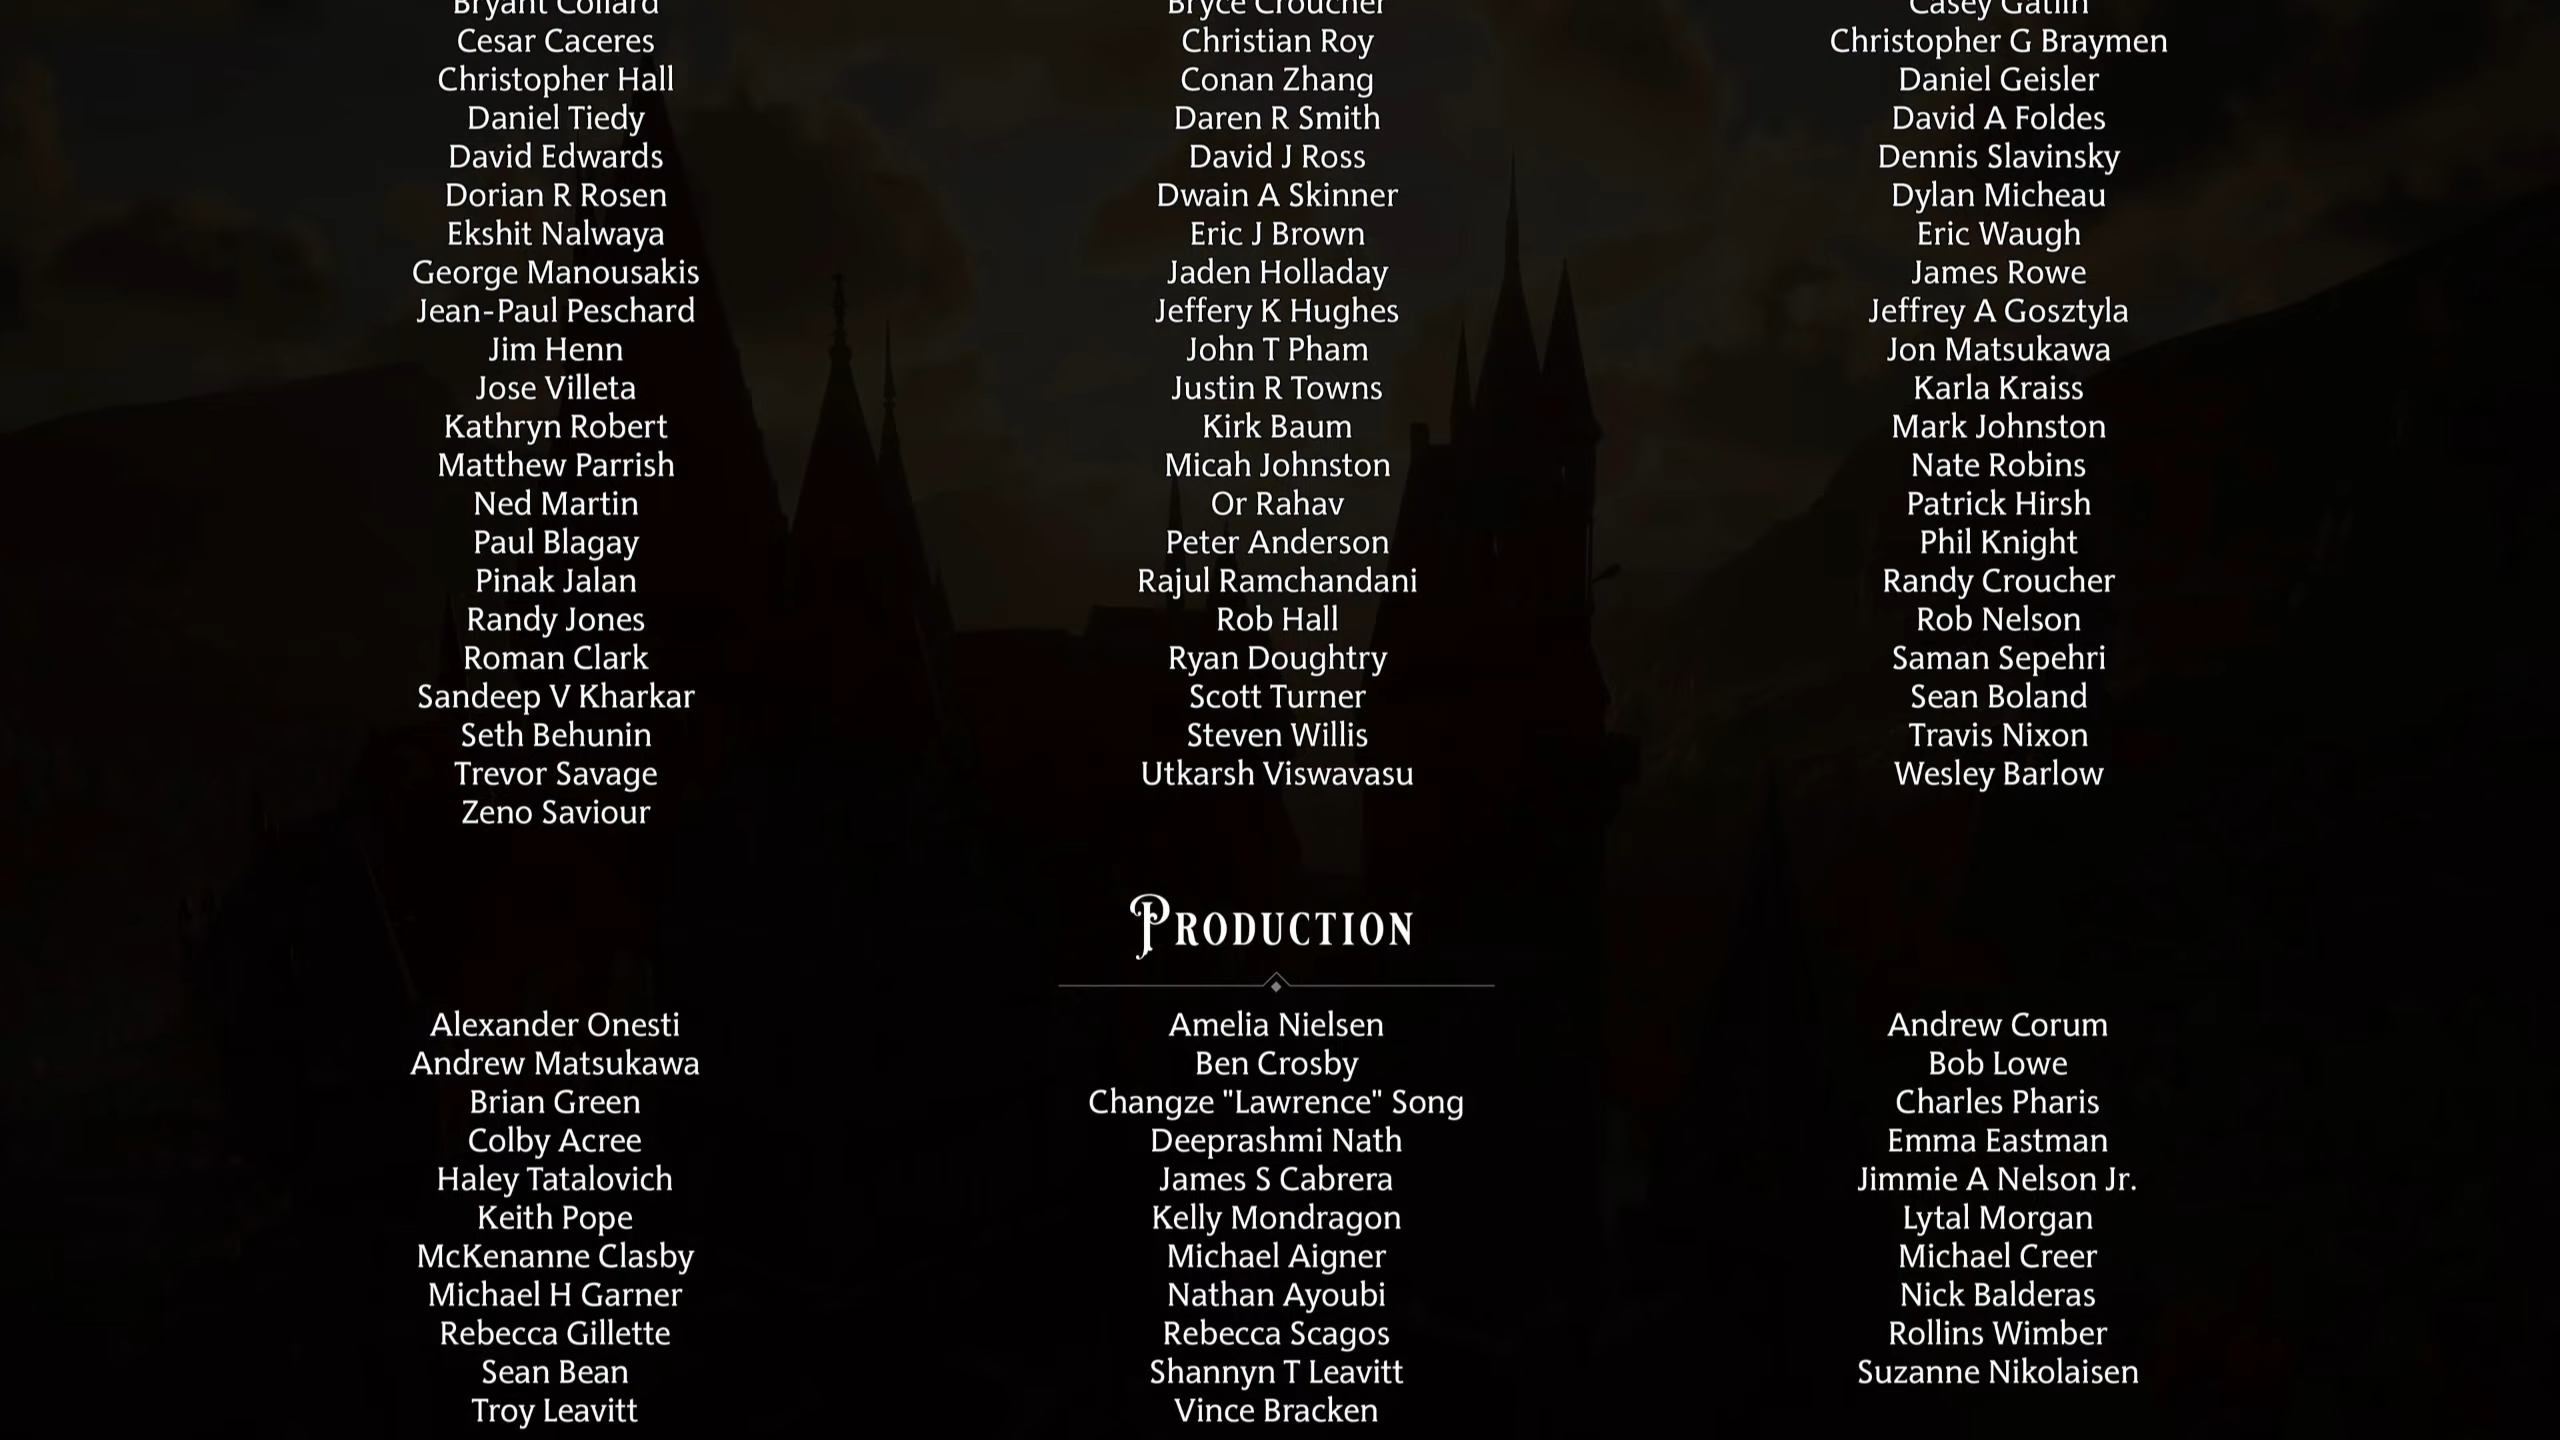 Bryant Collard Bryce Croucher Casey Gatlin
Cesar Caceres Christian Roy Christopher G Braymen
Christopher Hall Conan Zhang Daniel Geisler
Daniel Tiedy Daren R Smith David A Foldes
David Edwards David J Ross Dennis Slavinsky
Dorian R Rosen Dwain A Skinner Dylan Micheau
Ekshit Nalwaya Eric J Brown Eric Waugh
George Manousakis Jaden Holladay James Rowe
Jean-Paul Peschard Jeffery K Hughes Jeffrey A Gosztyla
Jim Henn John T Pham Jon Matsukawa
Jose Villeta Justin R Towns Karla Kraiss
Kathryn Robert Kirk Baum Mark Johnston
Matthew Parrish Micah Johnston Nate Robins
Ned Martin Or Rahav Patrick Hirsh
Paul Blagay Peter Anderson Phil Knight
Pinak Jalan Rajul Ramchandani Randy Croucher
Randy Jones Rob Hall Rob Nelson
Roman Clark Ryan Doughtry Saman Sepehri
Sandeep V Kharkar Scott Turner Sean Boland
Seth Behunin Steven Willis Travis Nixon
Trevor Savage Utkarsh Viswavasu Wesley Barlow
Zeno Saviour
PRODUCTION
Alexander Onesti Amelia Nielsen Andrew Corum
Andrew Matsukawa Ben Crosby Bob Lowe
Brian Green Changze "Lawrence" Song Charles Pharis
Colby Acree Deeprashmi Nath Emma Eastman
Haley Tatalovich James S Cabrera Jimmie A Nelson Jr.
Keith Pope Kelly Mondragon Lytal Morgan
McKenanne Clasby Michael Aigner Michael Creer
Michael H Garner Nathan Ayoubi Nick Balderas
Rebecca Gillette Rebecca Scagos Rollins Wimber
Sean Bean Shannyn T Leavitt Suzanne Nikolaisen
Troy Leavitt Vince Bracken